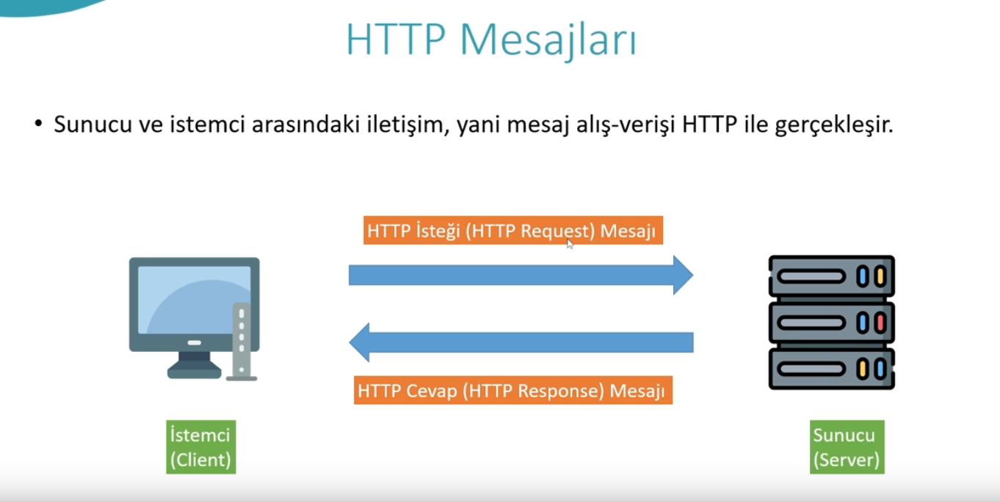 HTTP Mesajları
• Sunucu ve istemci arasındaki iletişim, yani mesaj alış-verişi HTTP ile gerçekleşir.
HTTP İsteği (HTTP Request) Mesajı
HTTP Cevap (HTTP Response) Mesajı
İstemci
(Client)
Sunucu
(Server)